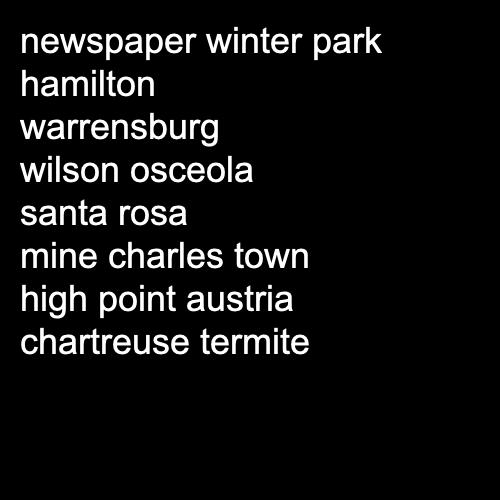 newspaper winter park
hamilton
warrensburg
wilson osceola
santa rosa
mine charles town
high point austria
chartreuse termite